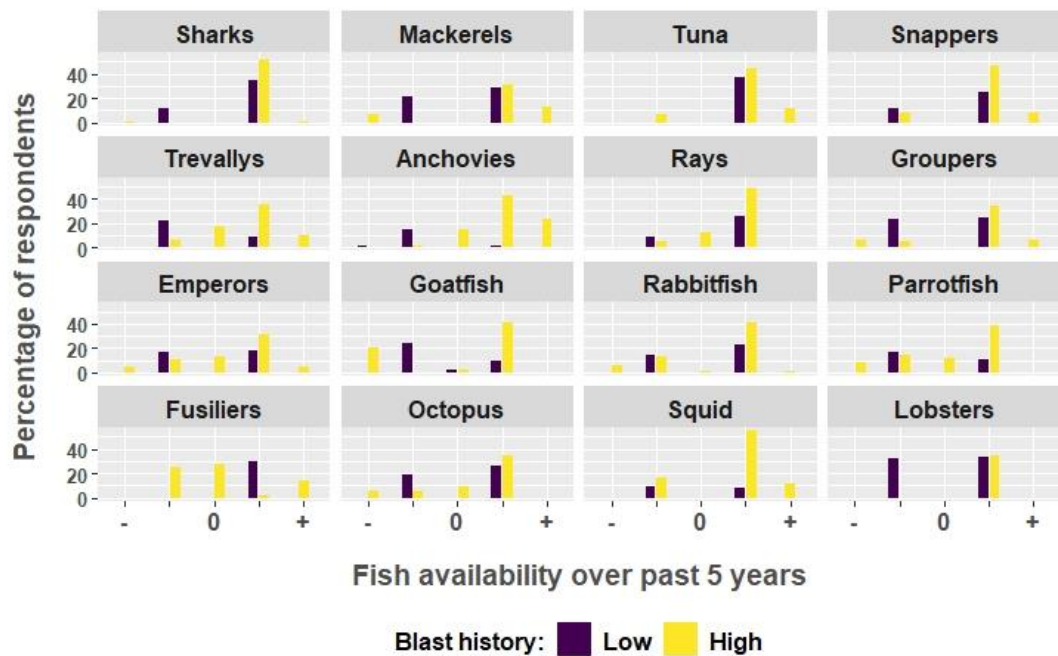 Percentage of respondents
Sharks Mackerels Tuna Snappers
40
20
0
Trevallys Anchovies Rays Groupers
40
20
0
Emperors Goatfish Rabbitfish Parrotfish
40
20
0
Fusiliers Octopus Squid Lobsters
40
20
0
- 0 + - 0 + - 0 + - 0 +
Fish availability over past 5 years
Blast history: Low High